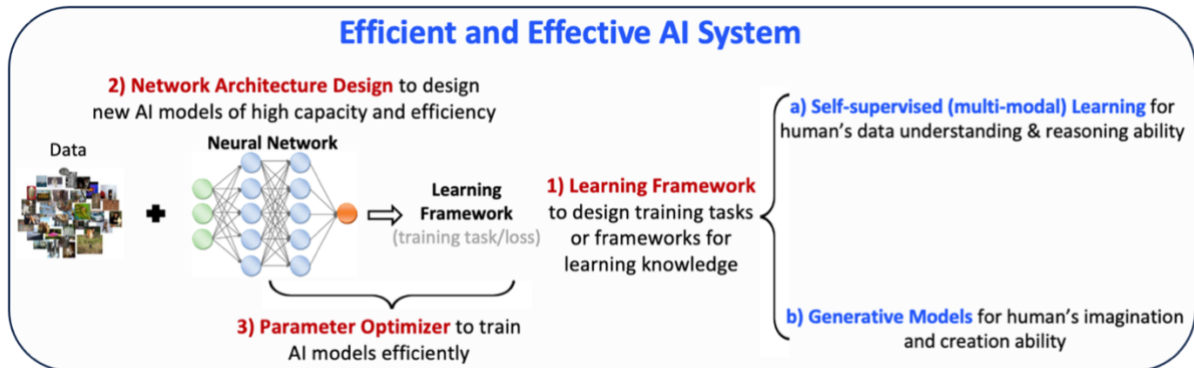 Efficient and Effective AI System
2) Network Architecture Design to design
new AI models of high capacity and efficiency
Data
Neural Network
Learning
Framework
(training task/loss)
3) Parameter Optimizer to train
AI models efficiently
1) Learning Framework
to design training tasks
or frameworks for
learning knowledge
a) Self-supervised (multi-modal) Learning for
human's data understanding & reasoning ability
b) Generative Models for human's imagination
and creation ability